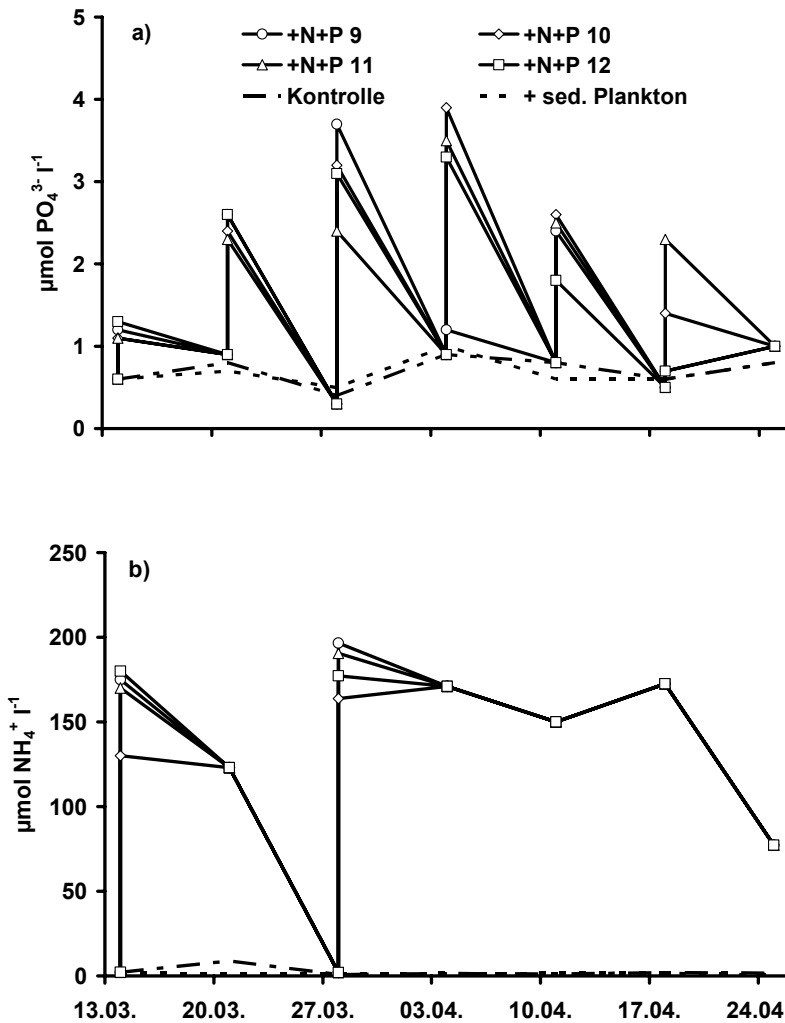 a)
+N+P 9
+N+P 10
+N+P 11
+N+P 12
Kontrolle
+ sed. Plankton
5
4
3
2
1
0
µmol PO₄³⁻ l⁻¹
b)
250
200
150
100
50
0
µmol NH₄⁺ l⁻¹
13.03. 20.03. 27.03. 03.04. 10.04. 17.04. 24.04